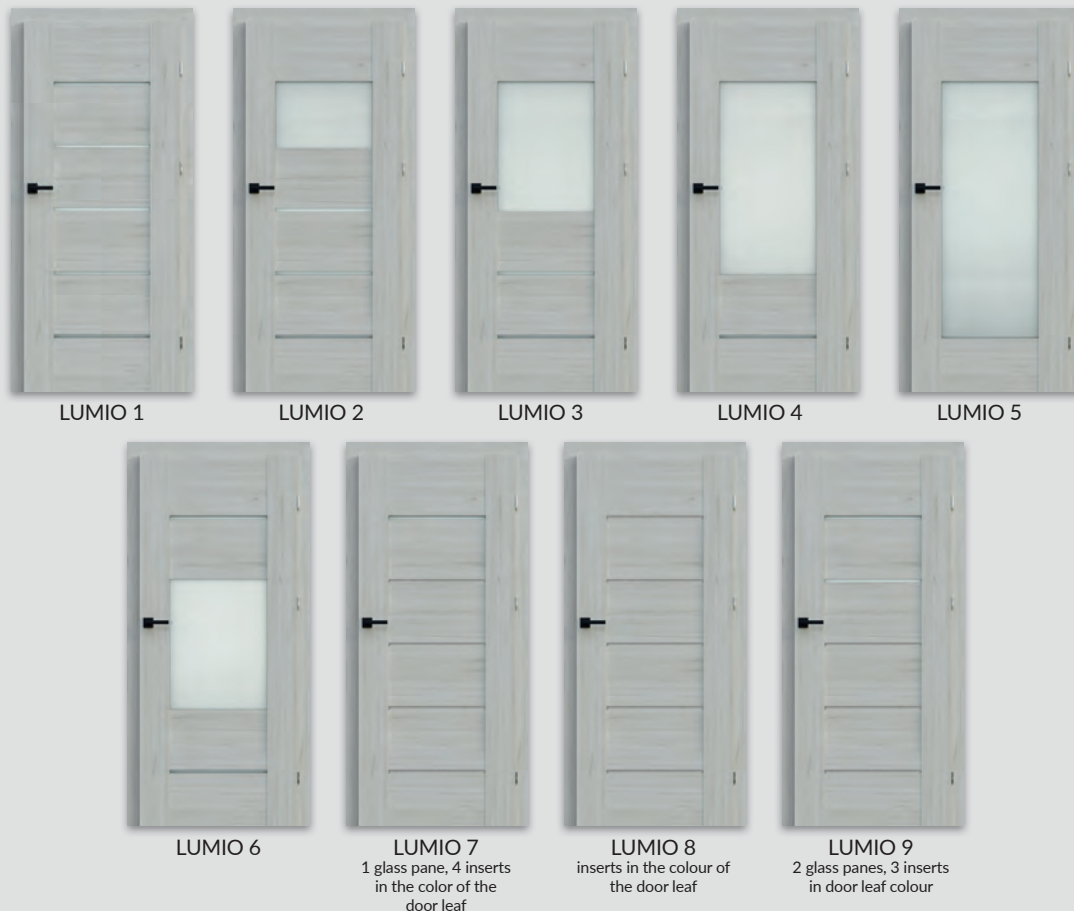 LUMIO 1
LUMIO 2
LUMIO 3
LUMIO 4
LUMIO 5
LUMIO 6
LUMIO 7
1 glass pane, 4 inserts
in the color of the
door leaf
LUMIO 8
inserts in the colour of
the door leaf
LUMIO 9
2 glass panes, 3 inserts
in door leaf colour